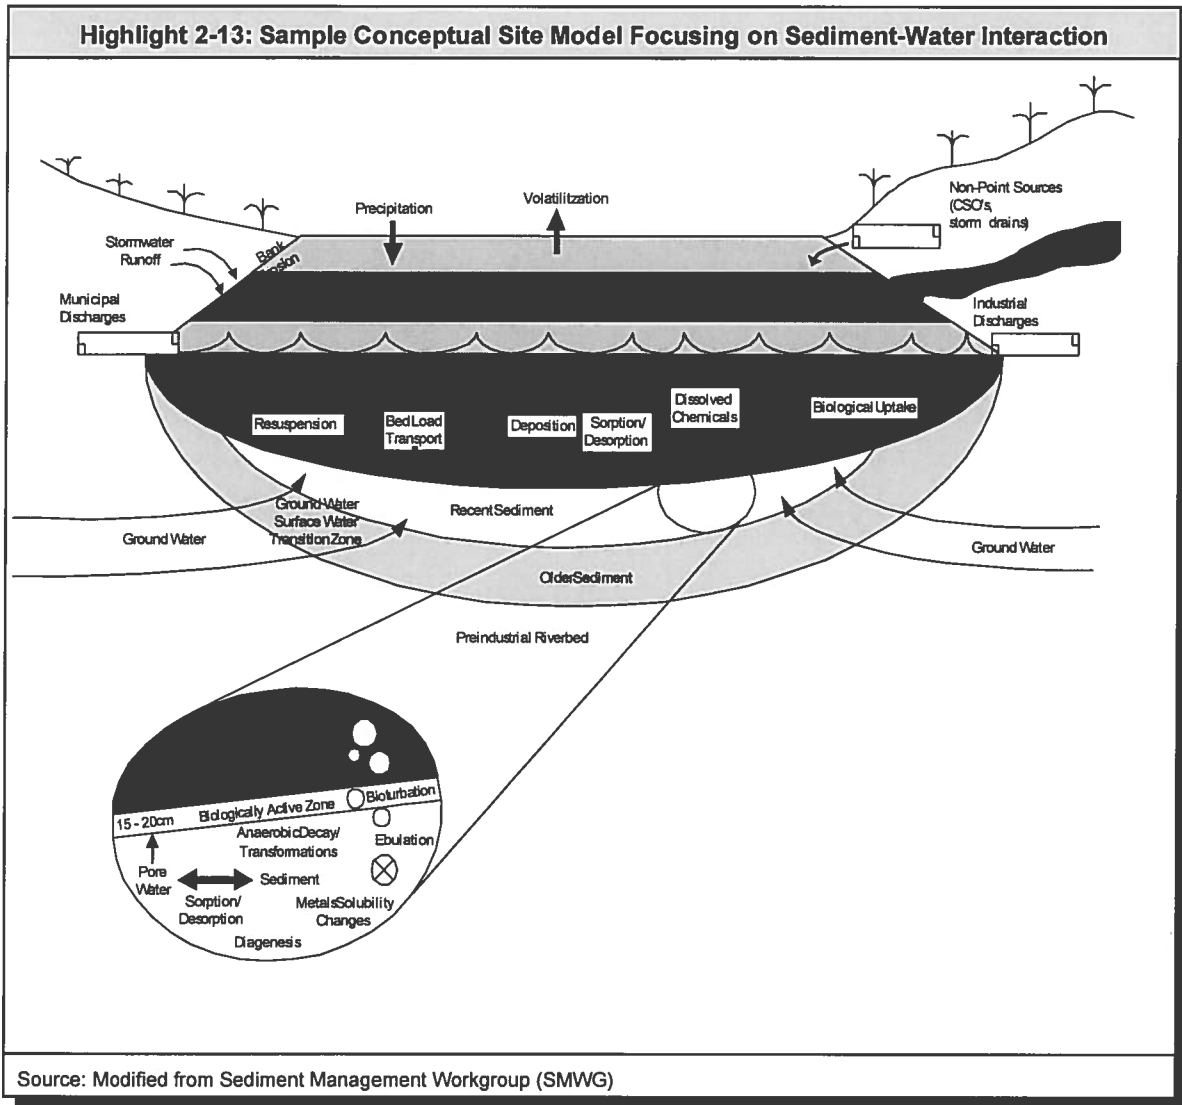 Highlight 2-13: Sample Conceptual Site Model Focusing on Sediment-Water Interaction
Precipitation
Volatilitzation
Non-Point Sources
(CSO's,
storm drains)
Stormwater
Runoff
Bank
Municipal
Discharges
Industrial
Discharges
Resuspension
Bed Load
Transport
Deposition
Sorption/
Desorption
Dissolved
Chemicals
Biological Uptake
Ground Water
Ground-Water
Surface Water
Transition Zone
Recent Sediment
Ground Water
Older Sediment
Preindustrial Riverbed
15 - 20cm
Biologically Active Zone
Bioturbation
Anaerobic Decay/
Transformations
Ebulation
Pore
Water
Sediment
Sorption/
Desorption
Metals Solubility
Changes
Diagenesis
Source: Modified from Sediment Management Workgroup (SMWG)